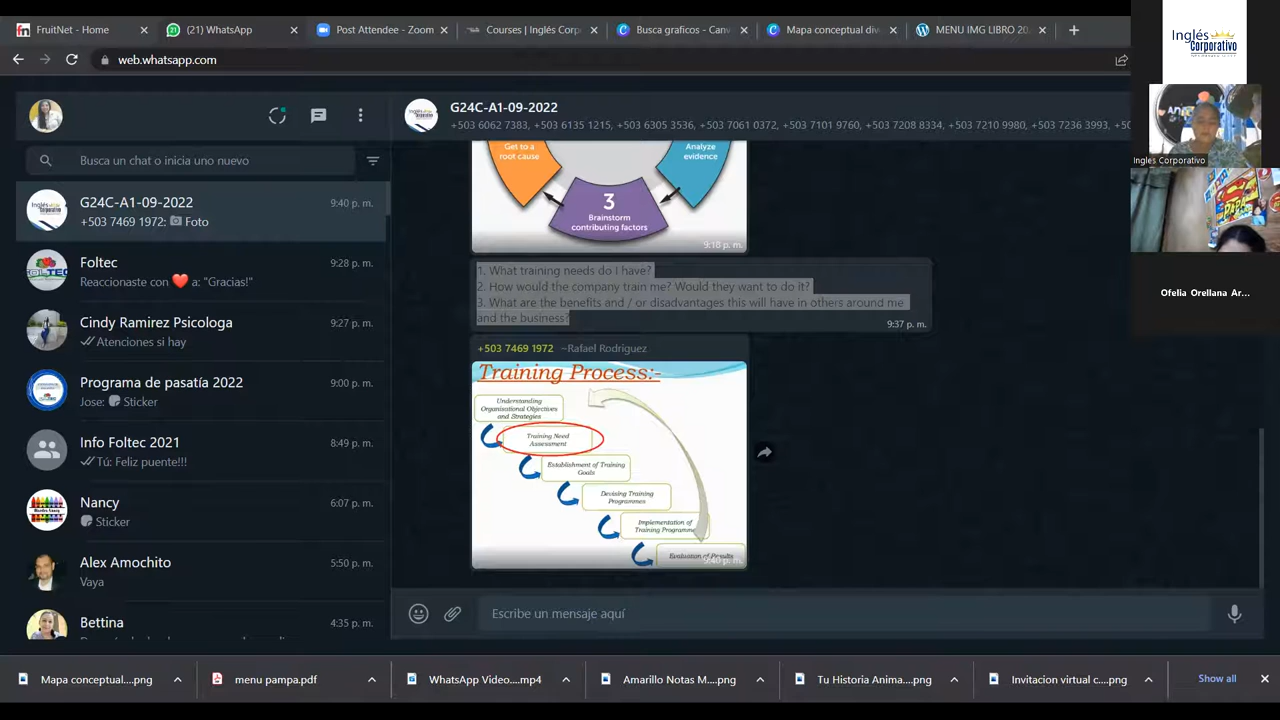 FruitNet - Home
(21) WhatsApp
Post Attendee - Zoom
Courses | Inglés Corp
Busca graficos - Canv
Mapa conceptual div
MENU IMG LIBRO 20
web.whatsapp.com
Inglés
Corporativo
Ingles Corporativo
Ofelia Orellana Ar...
Busca un chat o inicia uno nuevo
G24C-A1-09-2022
9:40 p. m.
+503 7469 1972: Foto
Foltec
9:28 p. m.
Reaccionaste con ❤️ a: "Gracias!"
Cindy Ramirez Psicologa
9:27 p. m.
Atenciones si hay
Programa de pasatía 2022
9:00 p. m.
Jose: Sticker
Info Foltec 2021
8:49 p. m.
Tú: Feliz puente!!!
Nancy
6:07 p. m.
Sticker
Alex Amochito
5:50 p. m.
Vaya
Bettina
4:35 p. m.
G24C-A1-09-2022
+503 6062 7383, +503 6135 1215, +503 6305 3536, +503 7061 0372, +503 7101 9760, +503 7208 8334, +503 7210 9980, +503 7236 3993, +50
Get to a
root cause
Analyze
evidence
3
Brainstorm
contributing factors
9:18 p. m.
1. What training needs do I have?
2. How would the company train me? Would they want to do it?
3. What are the benefits and / or disadvantages this will have in others around me
and the business?
9:37 p. m.
+503 7469 1972 ~Rafael Rodriguez
Training Process:-
Understanding
Organisational Objectives
and Strategies
Training Need
Assessment
Establishment of Training
Goals
Devising Training
Programmes
Implementation of
Training Programme
Evaluation of Results
9:40 p. m.
Escribe un mensaje aquí
Mapa conceptual....png
menu pampa.pdf
WhatsApp Video....mp4
Amarillo Notas M....png
Tu Historia Anima....png
Invitacion virtual c....png
Show all